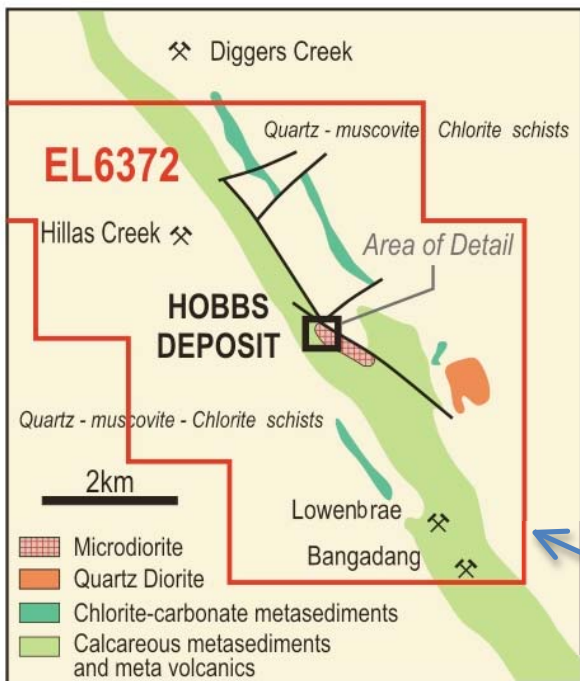 Diggers Creek
Quartz - muscovite Chlorite schists
EL6372
Hillas Creek
Area of Detail
HOBBS
DEPOSIT
Quartz - muscovite - Chlorite schists
2km
Lowenbrae
Bangadang
Microdiorite
Quartz Diorite
Chlorite-carbonate metasediments
Calcareous metasediments
and meta volcanics